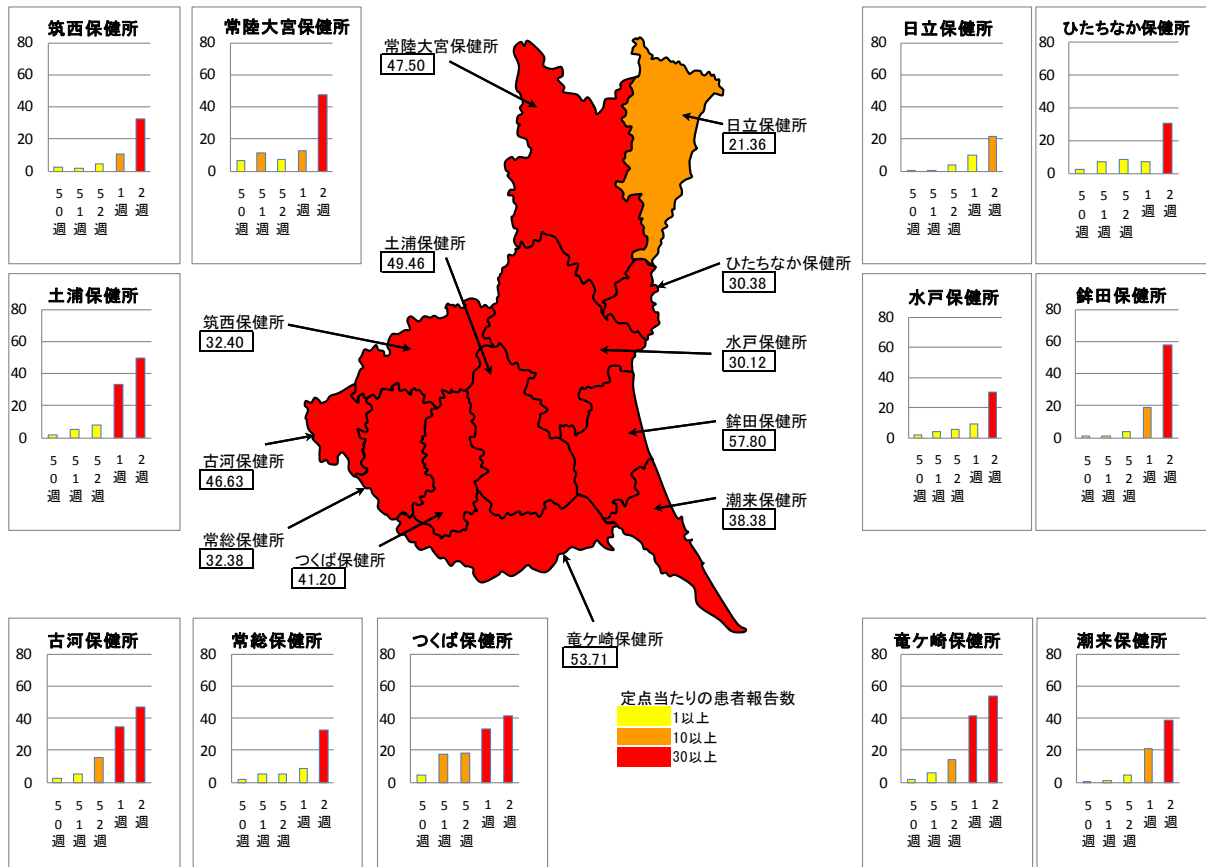 筑西保健所
80
60
40
20
0
50週
51週
52週
1週
2週
常陸大宮保健所
80
60
40
20
0
50週
51週
52週
1週
2週
日立保健所
80
60
40
20
0
50週
51週
52週
1週
2週
ひたちなか保健所
80
60
40
20
0
50週
51週
52週
1週
2週
常陸大宮保健所
47.50
日立保健所
21.36
土浦保健所
49.46
ひたちなか保健所
30.38
筑西保健所
32.40
水戸保健所
30.12
鉾田保健所
57.80
古河保健所
46.63
潮来保健所
38.38
常総保健所
32.38
つくば保健所
41.20
竜ケ崎保健所
53.71
土浦保健所
80
60
40
20
0
50週
51週
52週
1週
2週
水戸保健所
80
60
40
20
0
50週
51週
52週
1週
2週
鉾田保健所
80
60
40
20
0
50週
51週
52週
1週
2週
古河保健所
80
60
40
20
0
50週
51週
52週
1週
2週
常総保健所
80
60
40
20
0
50週
51週
52週
1週
2週
つくば保健所
80
60
40
20
0
50週
51週
52週
1週
2週
定点当たりの患者報告数
1以上
10以上
30以上
竜ケ崎保健所
80
60
40
20
0
50週
51週
52週
1週
2週
潮来保健所
80
60
40
20
0
50週
51週
52週
1週
2週